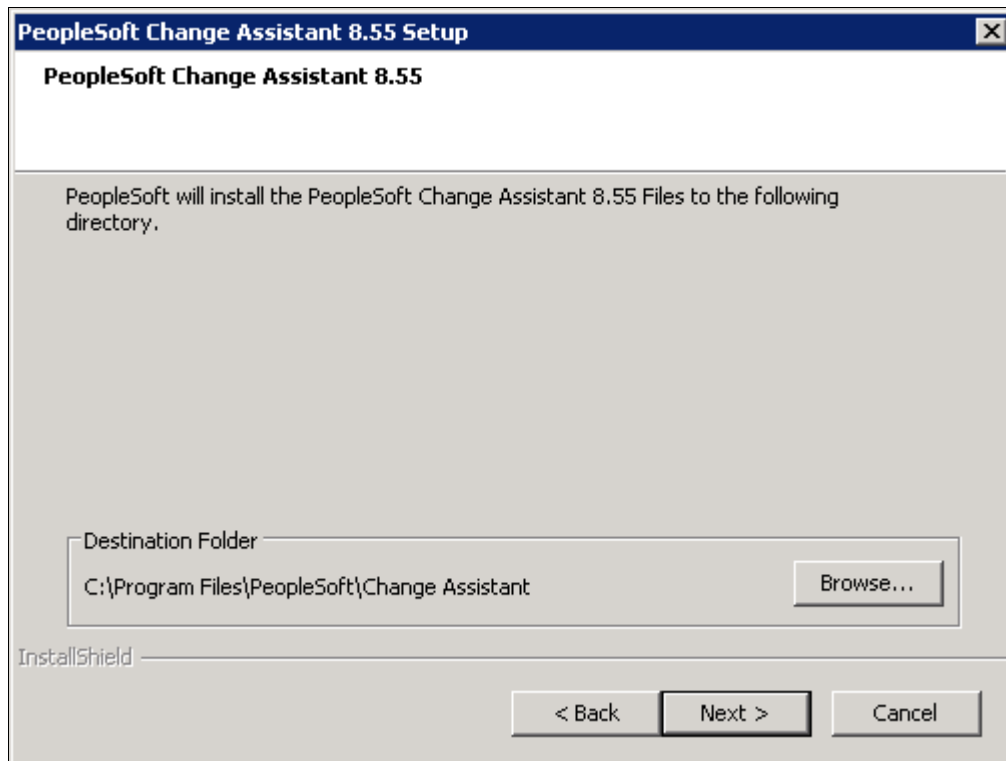 PeopleSoft Change Assistant 8.55 Setup
PeopleSoft Change Assistant 8.55
PeopleSoft will install the PeopleSoft Change Assistant 8.55 Files to the following
directory.
Destination Folder
C:\Program Files\PeopleSoft\Change Assistant
Browse...
InstallShield
< Back
Next >
Cancel